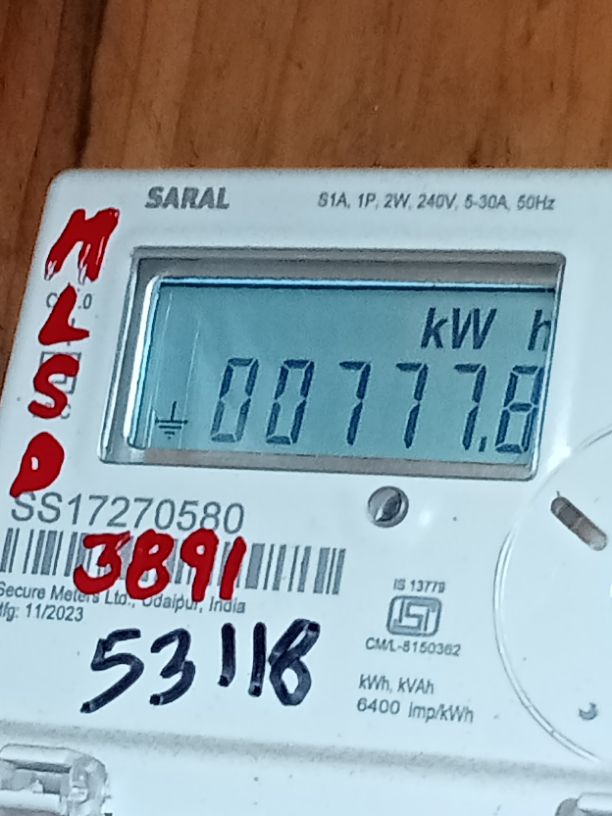 SARAL
S1A, 1P, 2W, 240V, 5-30A, 50Hz
M
L
S
D
kW h
00777.8
SS17270580
3891
Secure Meters Ltd., Udaipur, India
Mfg: 11/2023
53118
IS 13779
ISI
CM/L-8150362
kWh, kVAh
6400 imp/kWh